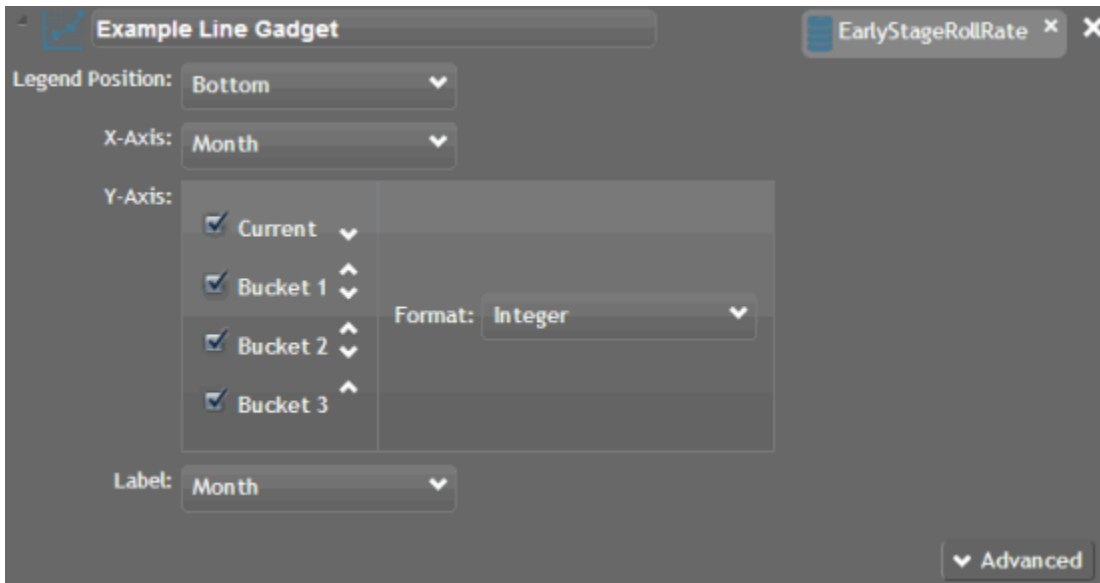 Example Line Gadget
EarlyStageRollRate
Legend Position: Bottom
X-Axis: Month
Y-Axis:
Current
Bucket 1
Bucket 2
Bucket 3
Format: Integer
Label: Month
Advanced